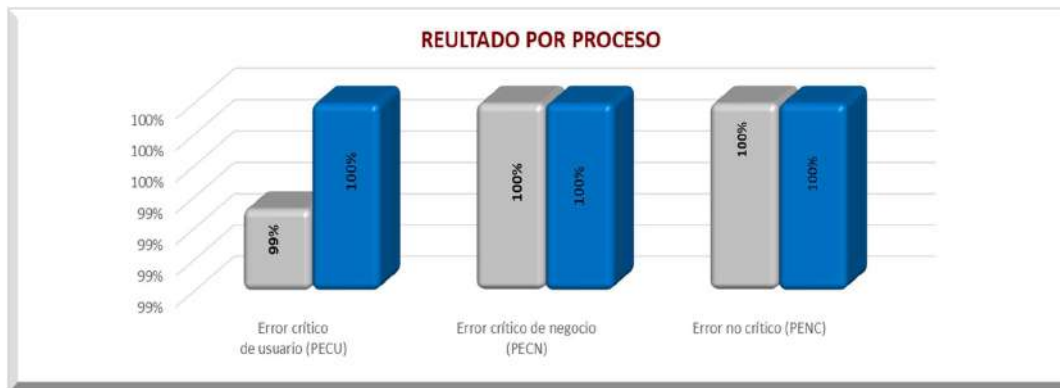 REULTADO POR PROCESO
100%
100%
100%
99%
99%
99%
99%
99%
100%
100%
100%
100%
100%
Error crítico
de usuario (PECU)
Error crítico de negocio
(PECN)
Error no crítico (PENC)